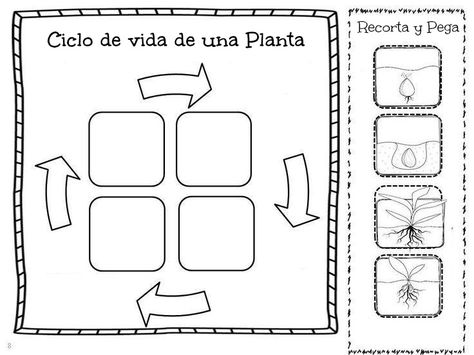 Ciclo de vida de una Planta
Recorta y Pega
8